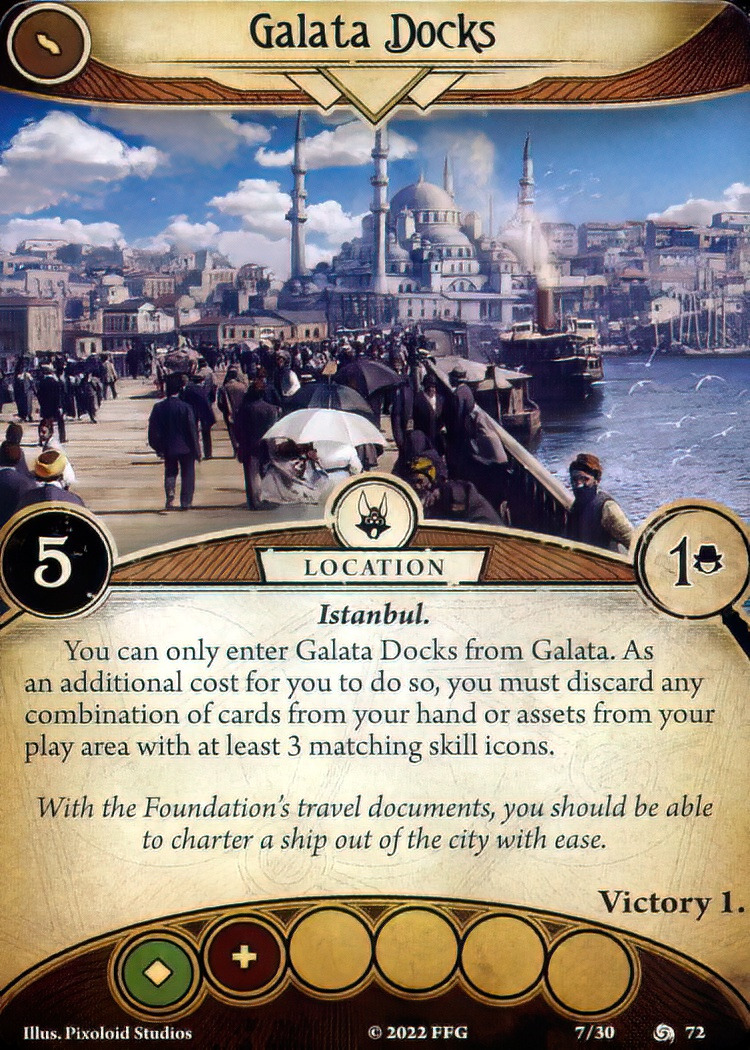 Galata Docks
5
1
LOCATION
Istanbul.
You can only enter Galata Docks from Galata. As
an additional cost for you to do so, you must discard any
combination of cards from your hand or assets from your
play area with at least 3 matching skill icons.
With the Foundation's travel documents, you should be able
to charter a ship out of the city with ease.
Victory 1.
Illus. Pixoloid Studios © 2022 FFG 7/30 72